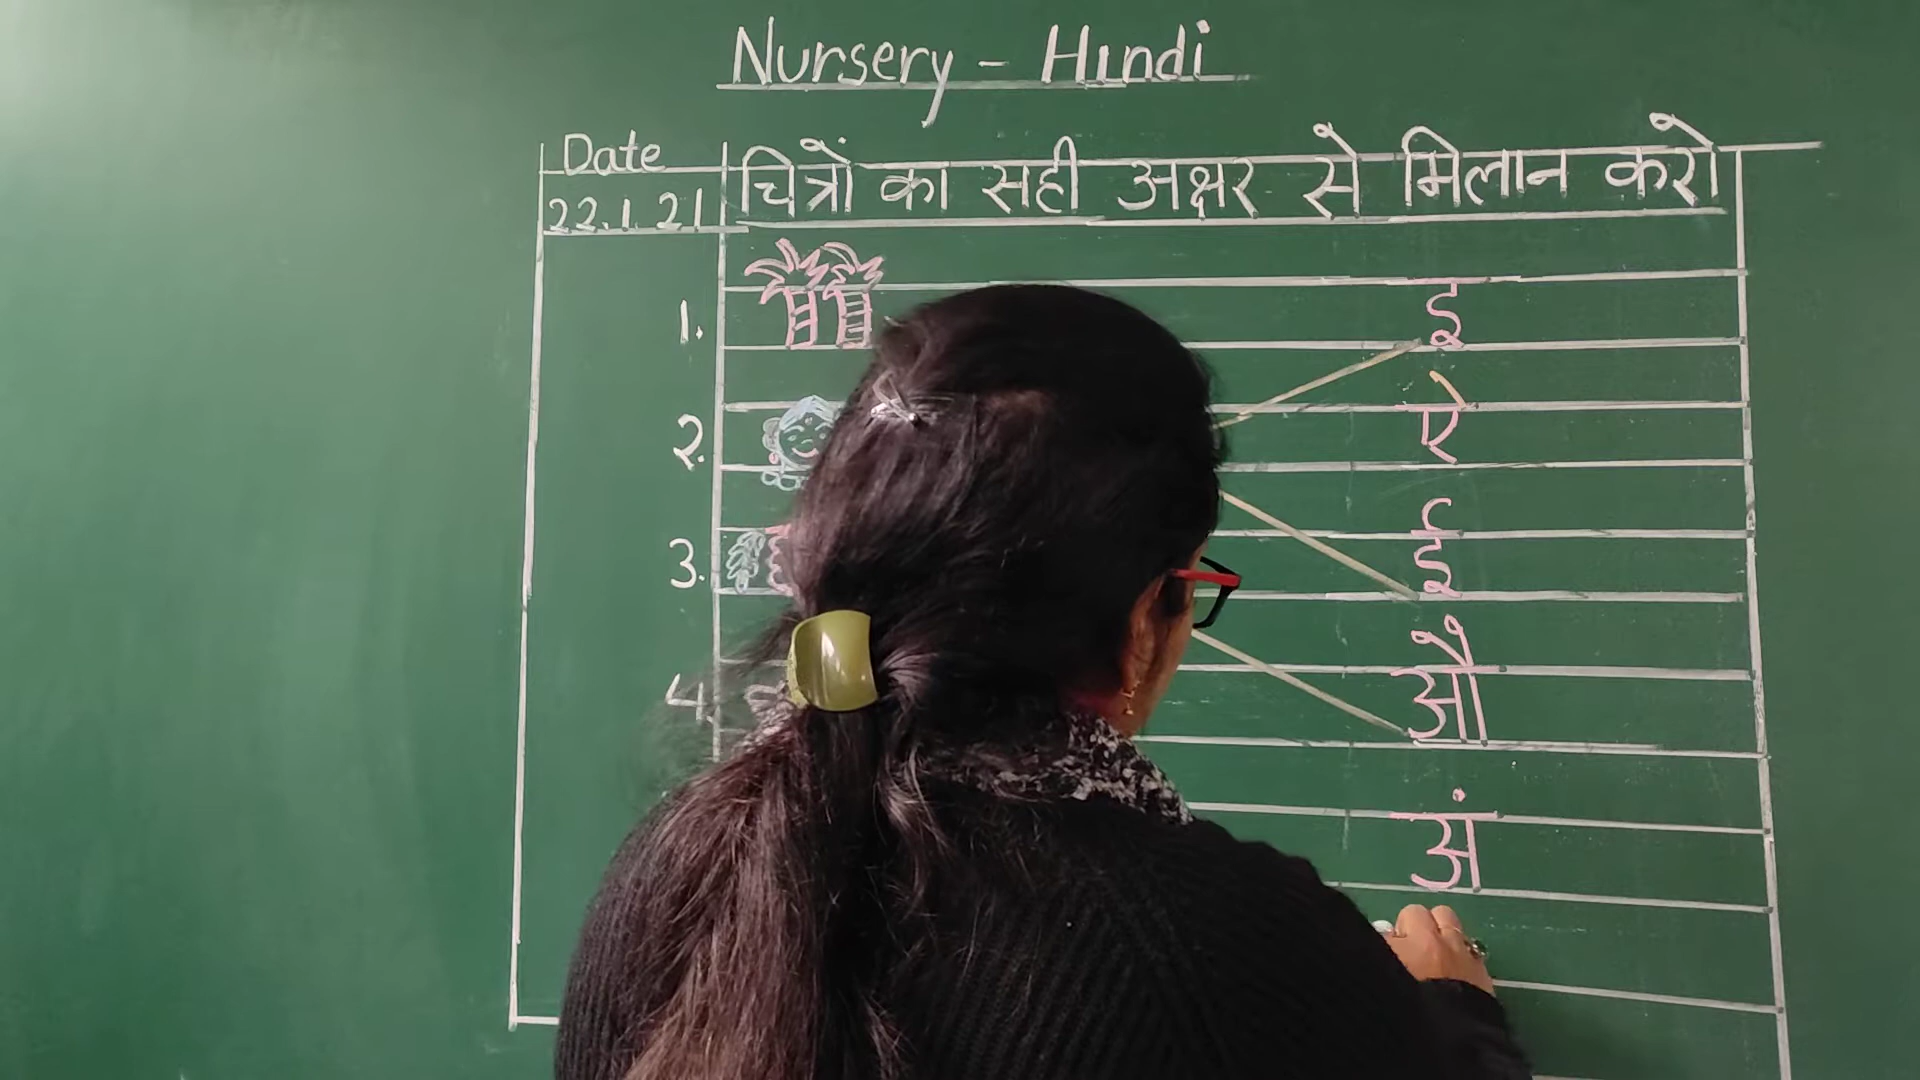 Nursery - Hindi
Date
चित्रों का सही अक्षर से मिलान करो
22.1.21
1. इ
2. ऐ
3. ई
4. औ
अं